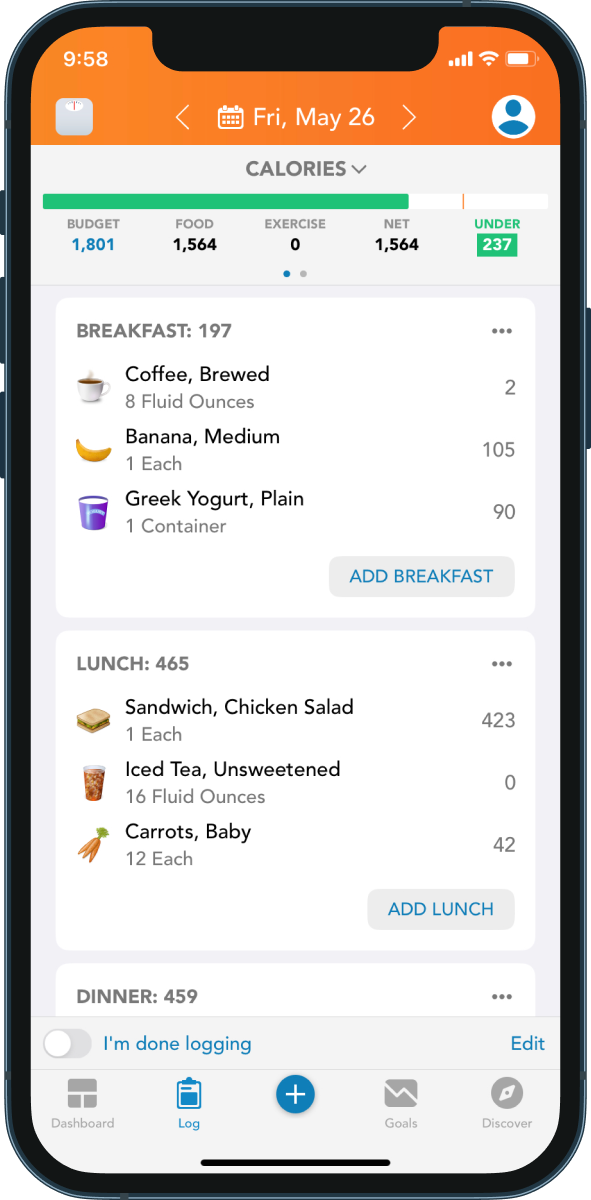 9:58
Fri, May 26
CALORIES
BUDGET FOOD EXERCISE NET UNDER
1,801 1,564 0 1,564 237
BREAKFAST: 197
Coffee, Brewed
8 Fluid Ounces
2
Banana, Medium
1 Each
105
Greek Yogurt, Plain
1 Container
90
ADD BREAKFAST
LUNCH: 465
Sandwich, Chicken Salad
1 Each
423
Iced Tea, Unsweetened
16 Fluid Ounces
0
Carrots, Baby
12 Each
42
ADD LUNCH
DINNER: 459
I'm done logging Edit
Dashboard Log Goals Discover